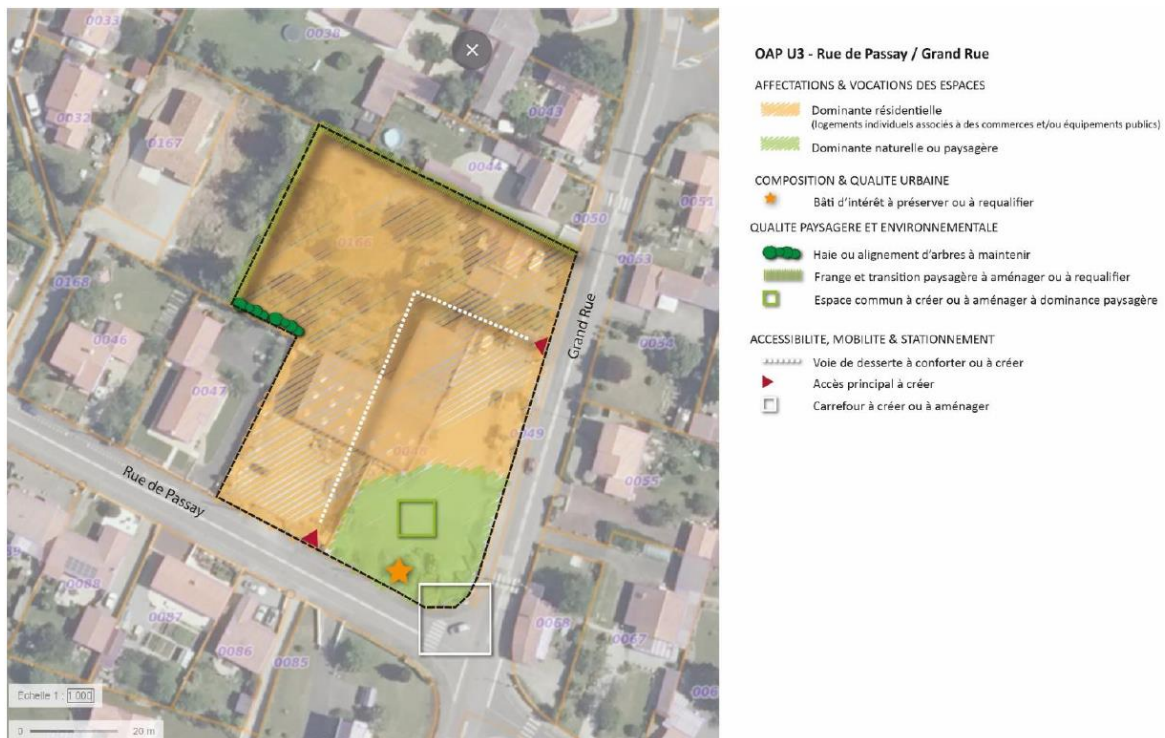 OAP U3 - Rue de Passay / Grand Rue
AFFECTATIONS & VOCATIONS DES ESPACES
Dominante résidentielle
(logements individuels associés à des commerces et/ou équipements publics)
Dominante naturelle ou paysagère
COMPOSITION & QUALITE URBAINE
Bâti d'intérêt à préserver ou à requalifier
QUALITE PAYSAGERE ET ENVIRONNEMENTALE
Haie ou alignement d'arbres à maintenir
Frange et transition paysagère à aménager ou à requalifier
Espace commun à créer ou à aménager à dominance paysagère
ACCESSIBILITE, MOBILITE & STATIONNEMENT
Voie de desserte à conforter ou à créer
Accès principal à créer
Carrefour à créer ou à aménager
0033
0038
0032
0167
0043
0044
0051
0050
0053
0166
0168
0046
0047
Grand Rue
0054
0049
0048
0055
Rue de Passay
0088
0087
0086
0085
0068
0067
Echelle 1 : 1 000
0
20 m